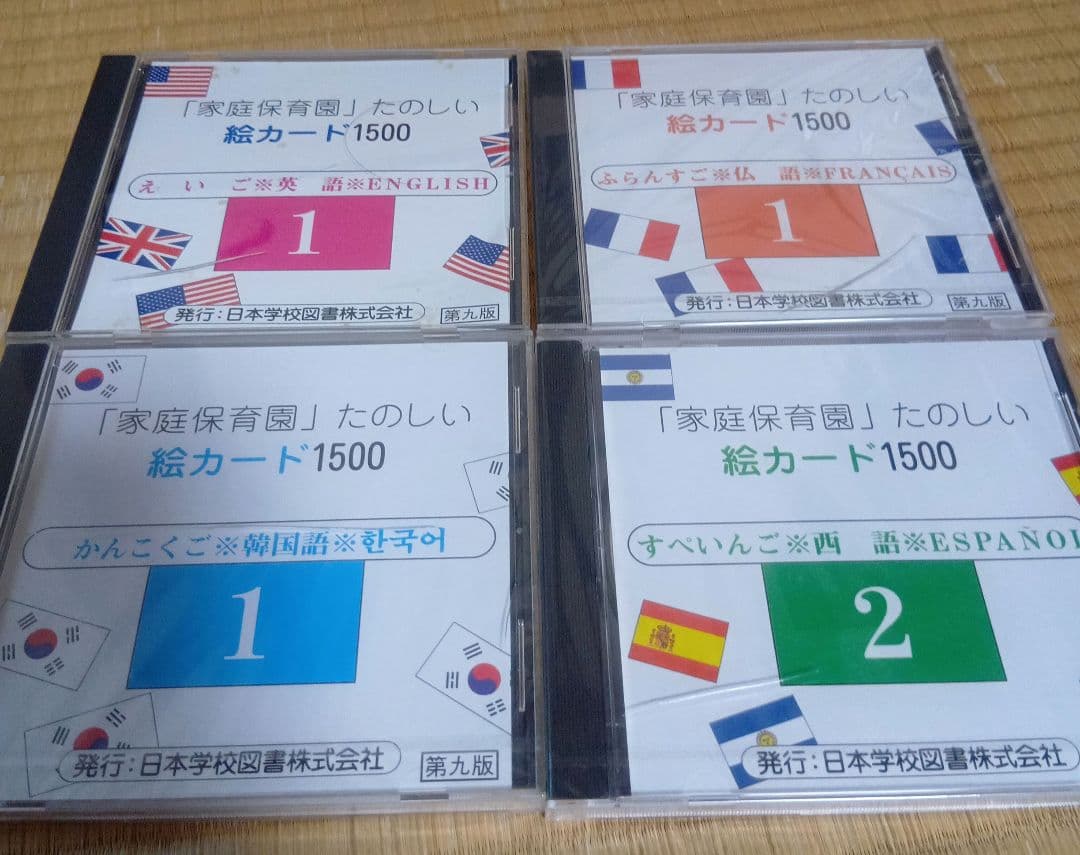 「家庭保育園」たのしい
絵カード1500
えいご※英語※ENGLISH
1
発行:日本学校図書株式会社
第九版
「家庭保育園」たのしい
絵カード1500
ふらんすご※仏語※FRANÇAIS
1
発行:日本学校図書株式会社
第九版
「家庭保育園」たのしい
絵カード1500
かんこくご※韓国語※한국어
1
発行:日本学校図書株式会社
第九版
「家庭保育園」たのしい
絵カード1500
すぺいんご※西語※ESPAÑOL
2
発行:日本学校図書株式会社